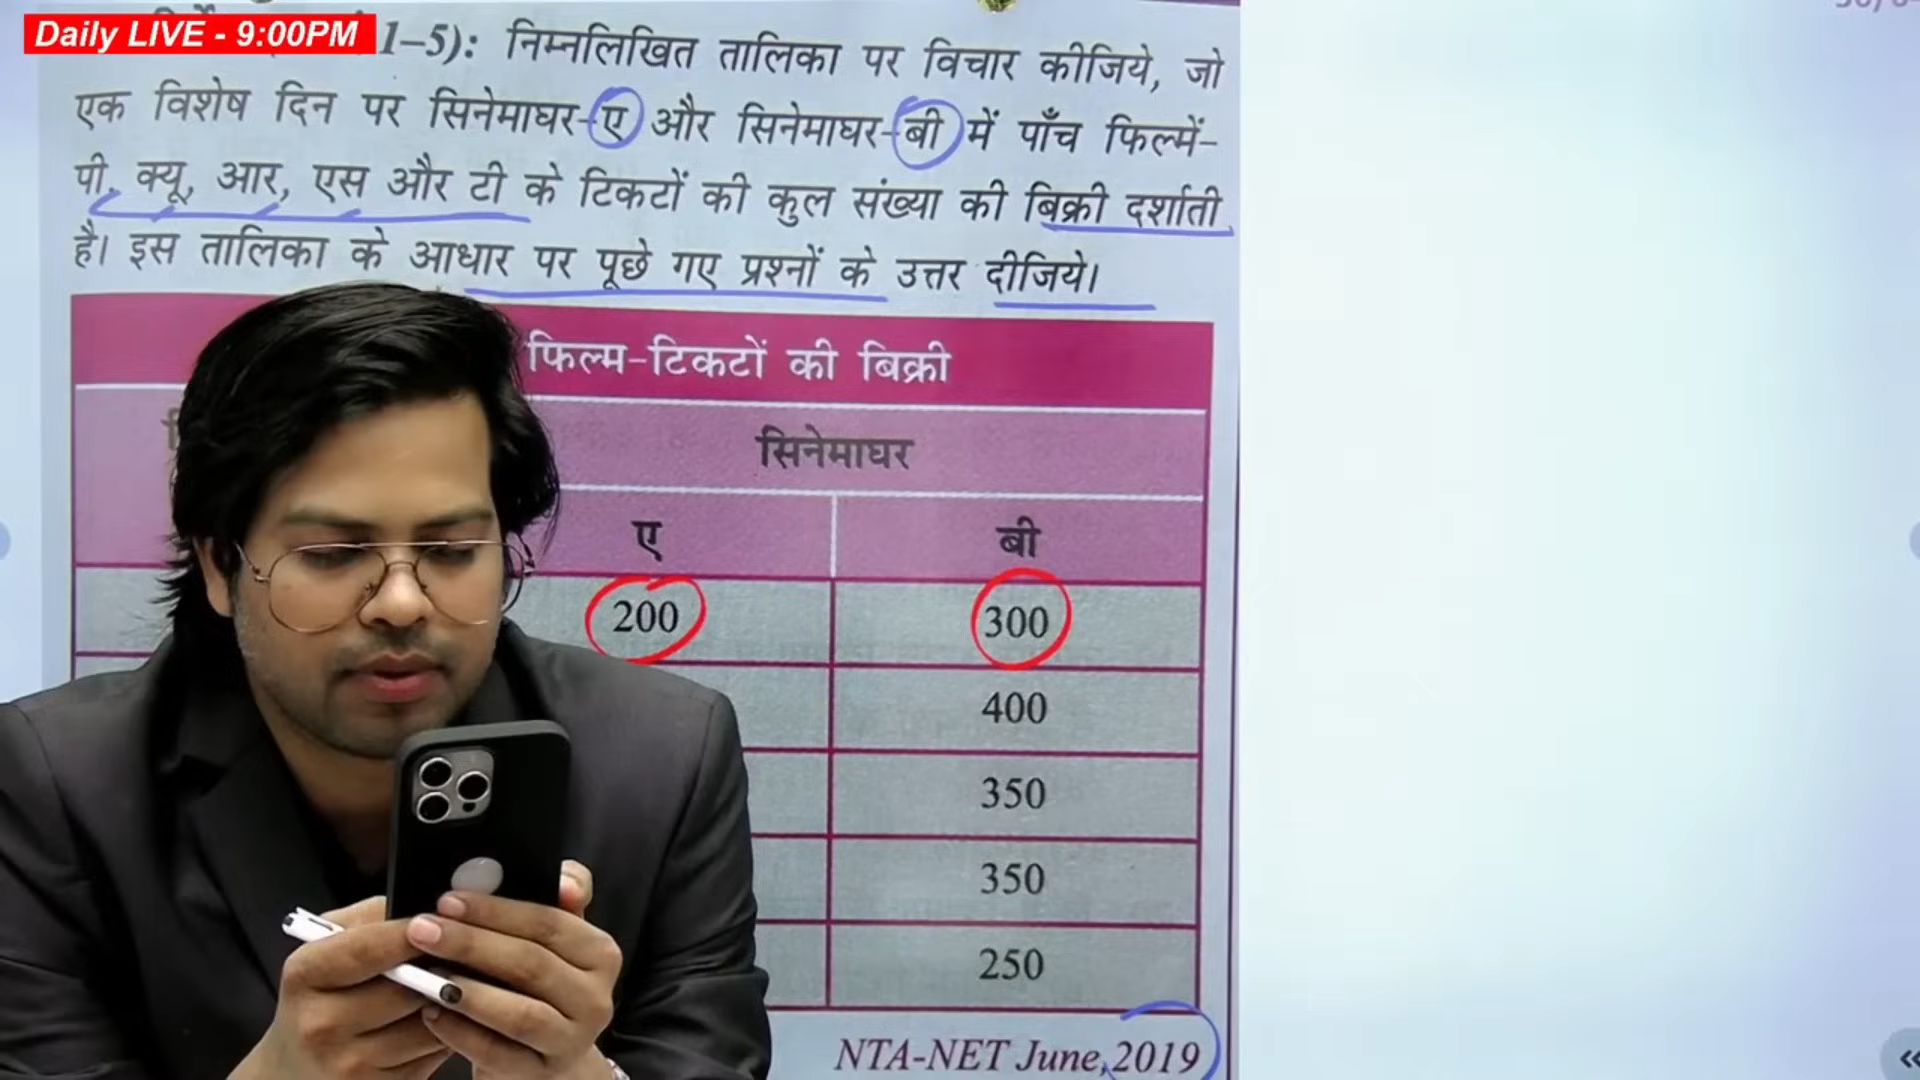 Daily LIVE - 9:00PM
1–5): निम्नलिखित तालिका पर विचार कीजिये, जो
एक विशेष दिन पर सिनेमाघर-ए और सिनेमाघर-बी में पाँच फिल्में-
पी, क्यू, आर, एस और टी के टिकटों की कुल संख्या की बिक्री दर्शाती
है। इस तालिका के आधार पर पूछे गए प्रश्नों के उत्तर दीजिये।
फिल्म-टिकटों की बिक्री
सिनेमाघर
ए बी
200 300
400
350
350
250
NTA-NET June, 2019